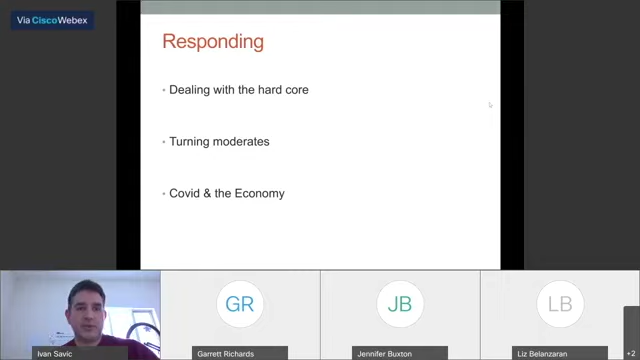 Via CiscoWebex
Responding
• Dealing with the hard core
• Turning moderates
• Covid & the Economy
GR
JB
LB
Ivan Savic
Garrett Richards
Jennifer Buxton
Liz Belanzaran
+2